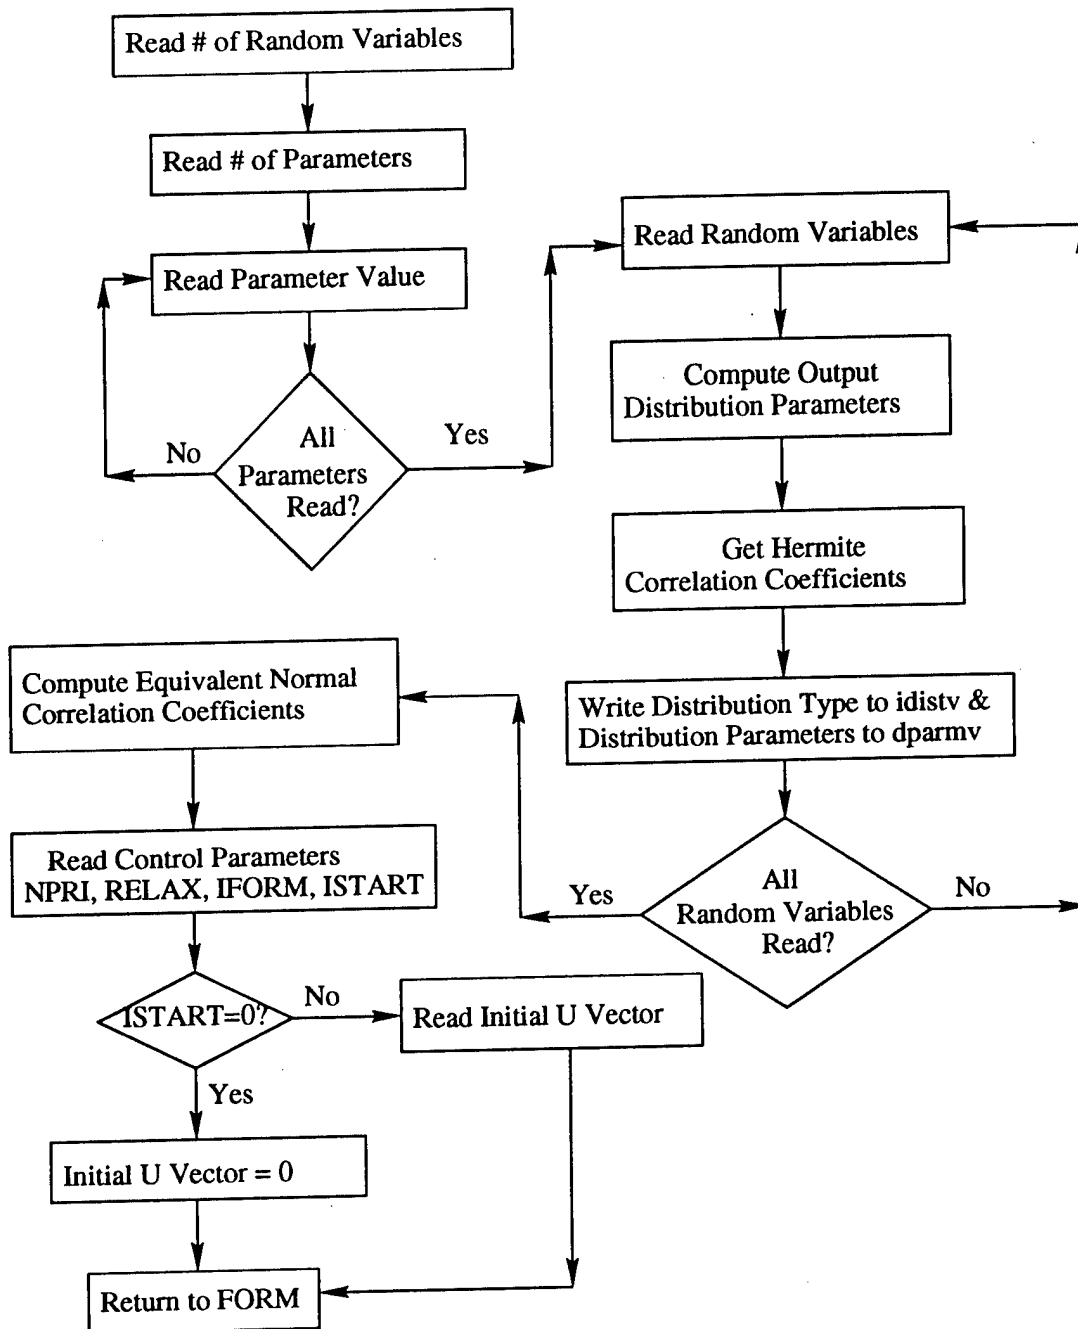 Read # of Random Variables
Read # of Parameters
Read Parameter Value
All
Parameters
Read?
No
Yes
Read Random Variables
Compute Output
Distribution Parameters
Get Hermite
Correlation Coefficients
Write Distribution Type to idistv &
Distribution Parameters to dparmv
All
Random Variables
Read?
Yes
No
Compute Equivalent Normal
Correlation Coefficients
Read Control Parameters
NPRI, RELAX, IFORM, ISTART
ISTART=0?
No
Read Initial U Vector
Yes
Initial U Vector = 0
Return to FORM